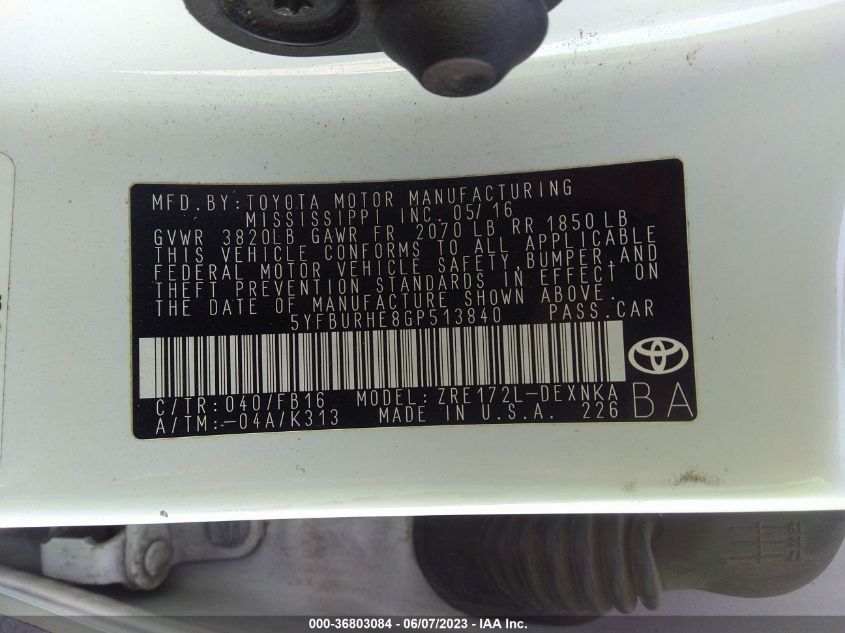 MFD.BY:TOYOTA MOTOR MANUFACTURING
MISSISSIPPI INC. 05/16
GVWR 3820LB GAWR FR 2070 LB RR 1850 LB
THIS VEHICLE CONFORMS TO ALL APPLICABLE
FEDERAL MOTOR VEHICLE SAFETY, BUMPER, AND
THEFT PREVENTION STANDARDS IN EFFECT ON
THE DATE OF MANUFACTURE SHOWN ABOVE.
5YFBURHE8GP513840 PASS.CAR
C/TR: 040/FB16 MODEL: ZRE172L-DEXNKA
A/TM:-04A/K313 MADE IN U.S.A. 226
BA
000-36803084 - 06/07/2023 - IAA Inc.